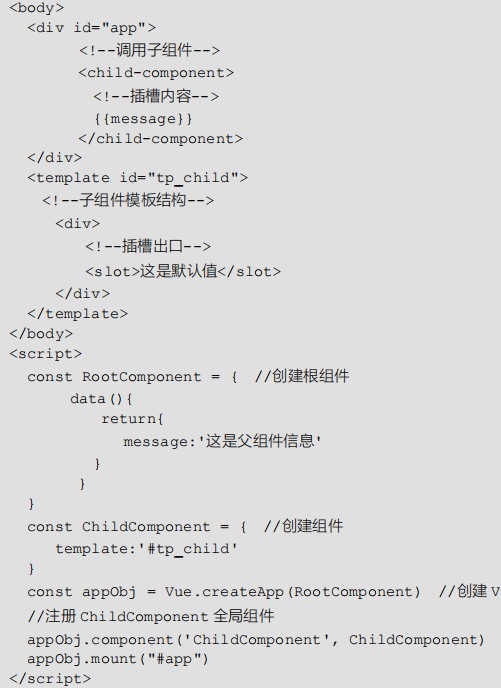 <body>
  <div id="app">
        <!--调用子组件-->
        <child-component>
          <!--插槽内容-->
          {{message}}
        </child-component>
  </div>
  <template id="tp_child">
    <!--子组件模板结构-->
     <div>
         <!--插槽出口-->
         <slot>这是默认值</slot>
     </div>
  </template>
</body>
<script>
  const RootComponent = {  //创建根组件
       data(){
          return{
             message:'这是父组件信息'
          }
        }
  }
  const ChildComponent = {  //创建组件
     template:'#tp_child'
  }
  const appObj = Vue.createApp(RootComponent)  //创建 V
  //注册 ChildComponent 全局组件
  appObj.component('ChildComponent', ChildComponent)
  appObj.mount("#app")
</script>